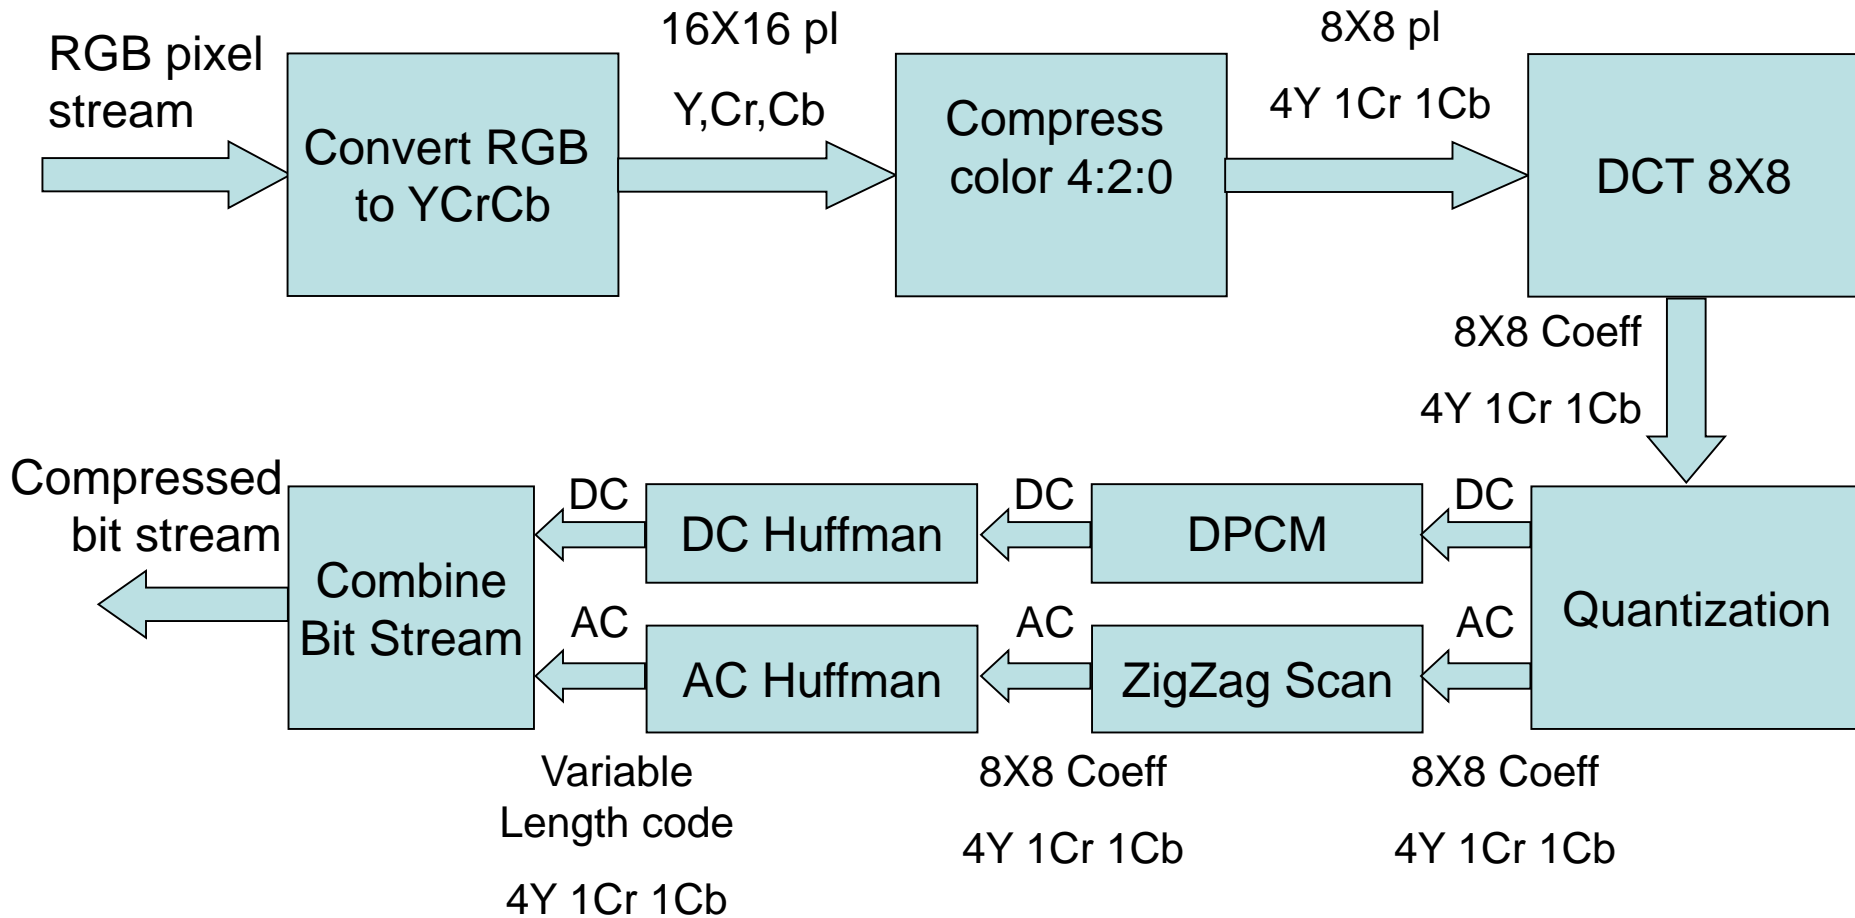 RGB pixel
stream
Convert RGB
to YCrCb
16X16 pl
Y,Cr,Cb
Compress
color 4:2:0
8X8 pl
4Y 1Cr 1Cb
DCT 8X8
8X8 Coeff
4Y 1Cr 1Cb
Quantization
DC
DPCM
DC
DC Huffman
DC
AC
ZigZag Scan
AC
AC Huffman
AC
8X8 Coeff
4Y 1Cr 1Cb
8X8 Coeff
4Y 1Cr 1Cb
Variable
Length code
4Y 1Cr 1Cb
Combine
Bit Stream
Compressed
bit stream